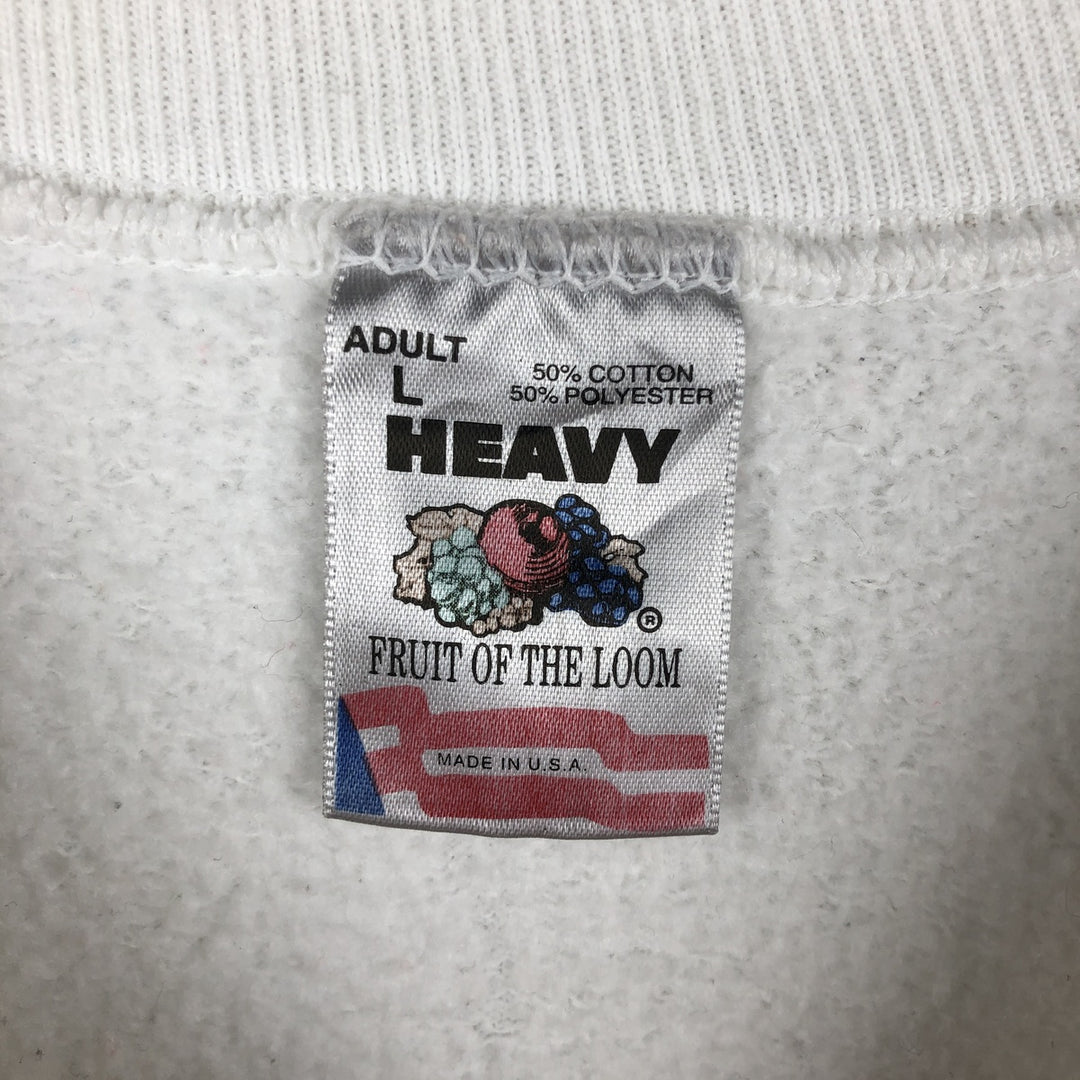 ADULT
L
50% COTTON
50% POLYESTER
HEAVY
®
FRUIT OF THE LOOM
MADE IN U.S.A.